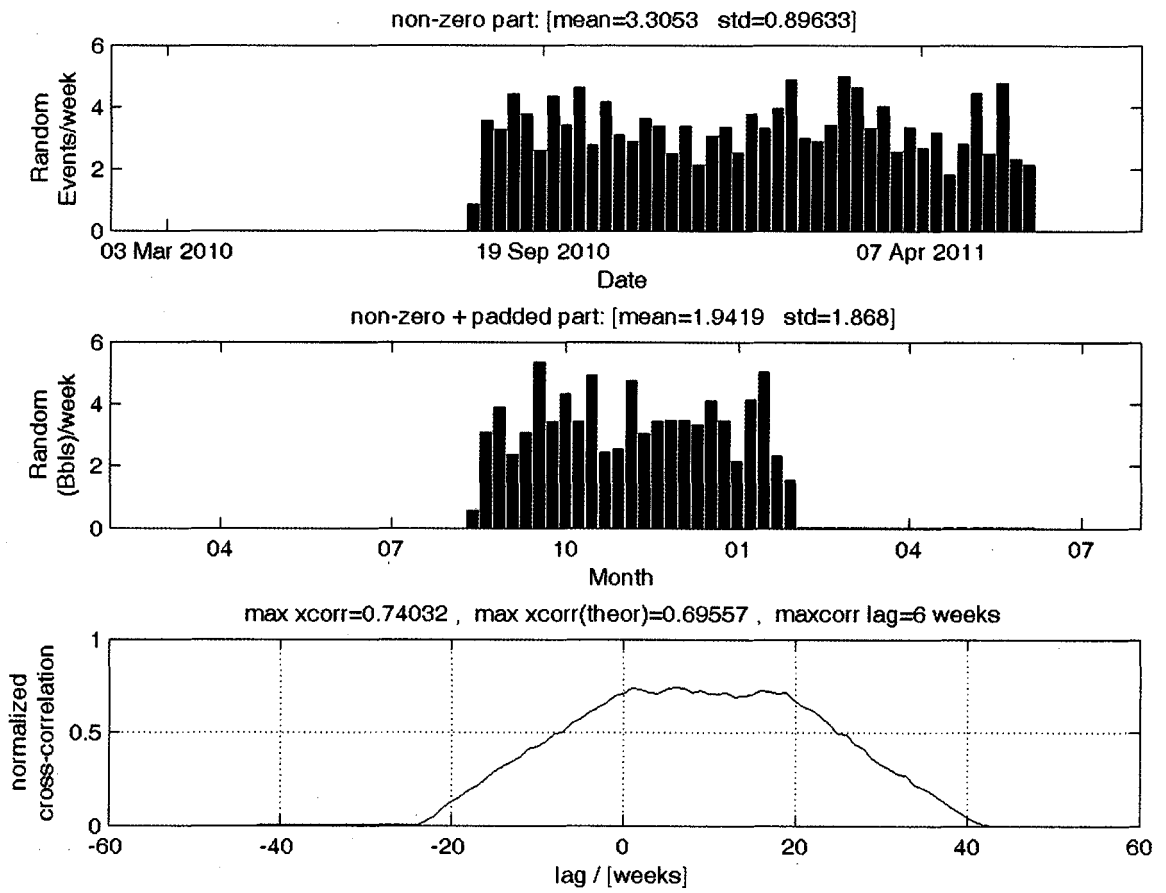 non-zero part: [mean=3.3053 std=0.89633]
6
4
2
0
Random
Events/week
03 Mar 2010 19 Sep 2010 07 Apr 2011
Date
non-zero + padded part: [mean=1.9419 std=1.868]
6
4
2
0
Random
(Bbls)/week
04 07 10 01 04 07
Month
max xcorr=0.74032 , max xcorr(theor)=0.69557 , maxcorr lag=6 weeks
1
0.5
0
normalized
cross-correlation
-60 -40 -20 0 20 40 60
lag / [weeks]